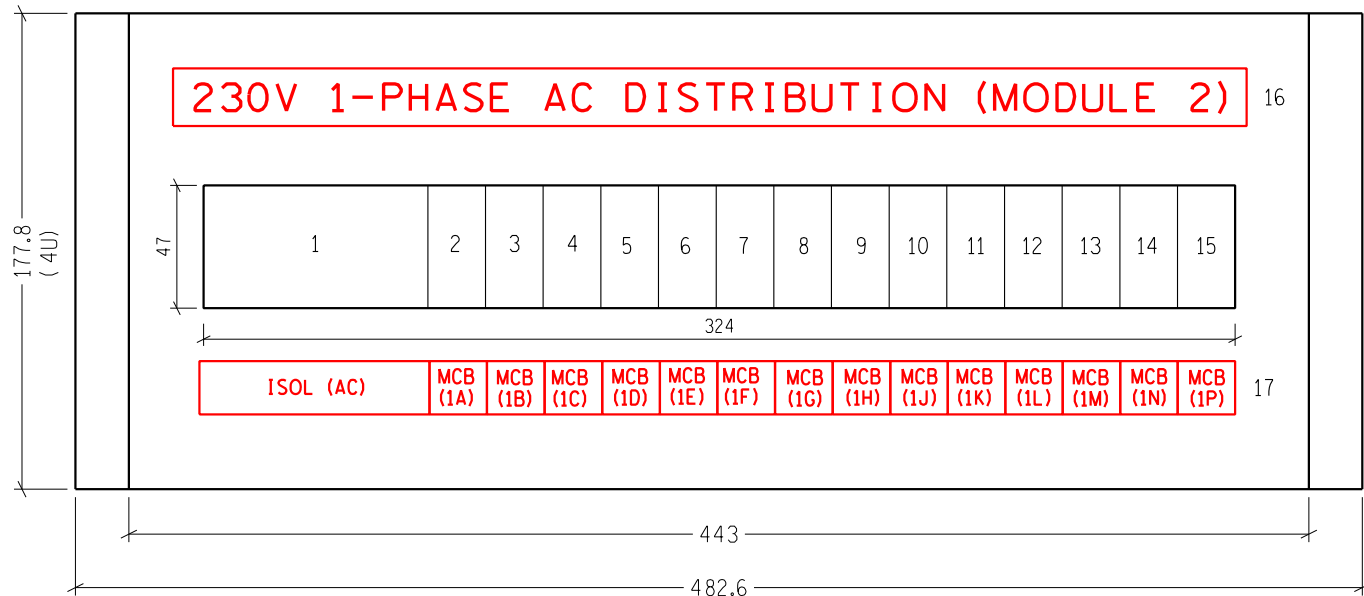 230V 1-PHASE AC DISTRIBUTION (MODULE 2)
16
177.8
(4U)
47
1 2 3 4 5 6 7 8 9 10 11 12 13 14 15
324
ISOL (AC)
MCB (1A)
MCB (1B)
MCB (1C)
MCB (1D)
MCB (1E)
MCB (1F)
MCB (1G)
MCB (1H)
MCB (1J)
MCB (1K)
MCB (1L)
MCB (1M)
MCB (1N)
MCB (1P)
17
443
482.6